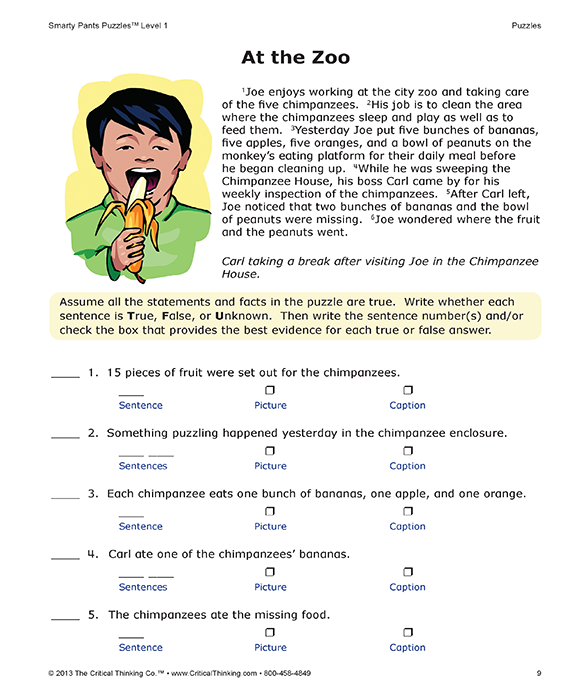 Smarty Pants Puzzles™ Level 1
Puzzles
At the Zoo
¹Joe enjoys working at the city zoo and taking care
of the five chimpanzees. ²His job is to clean the area
where the chimpanzees sleep and play as well as to
feed them. ³Yesterday Joe put five bunches of bananas,
five apples, five oranges, and a bowl of peanuts on the
monkey's eating platform for their daily meal before
he began cleaning up. ⁴While he was sweeping the
Chimpanzee House, his boss Carl came by for his
weekly inspection of the chimpanzees. ⁵After Carl left,
Joe noticed that two bunches of bananas and the bowl
of peanuts were missing. ⁶Joe wondered where the fruit
and the peanuts went.
Carl taking a break after visiting Joe in the Chimpanzee
House.
Assume all the statements and facts in the puzzle are true. Write whether each
sentence is True, False, or Unknown. Then write the sentence number(s) and/or
check the box that provides the best evidence for each true or false answer.
____ 1. 15 pieces of fruit were set out for the chimpanzees.
____ ❒ ❒
Sentence Picture Caption
____ 2. Something puzzling happened yesterday in the chimpanzee enclosure.
____ ____ ❒ ❒
Sentences Picture Caption
____ 3. Each chimpanzee eats one bunch of bananas, one apple, and one orange.
____ ❒ ❒
Sentence Picture Caption
____ 4. Carl ate one of the chimpanzees' bananas.
____ ____ ❒ ❒
Sentences Picture Caption
____ 5. The chimpanzees ate the missing food.
____ ❒ ❒
Sentence Picture Caption
© 2013 The Critical Thinking Co.™ • www.CriticalThinking.com • 800-458-4849
9